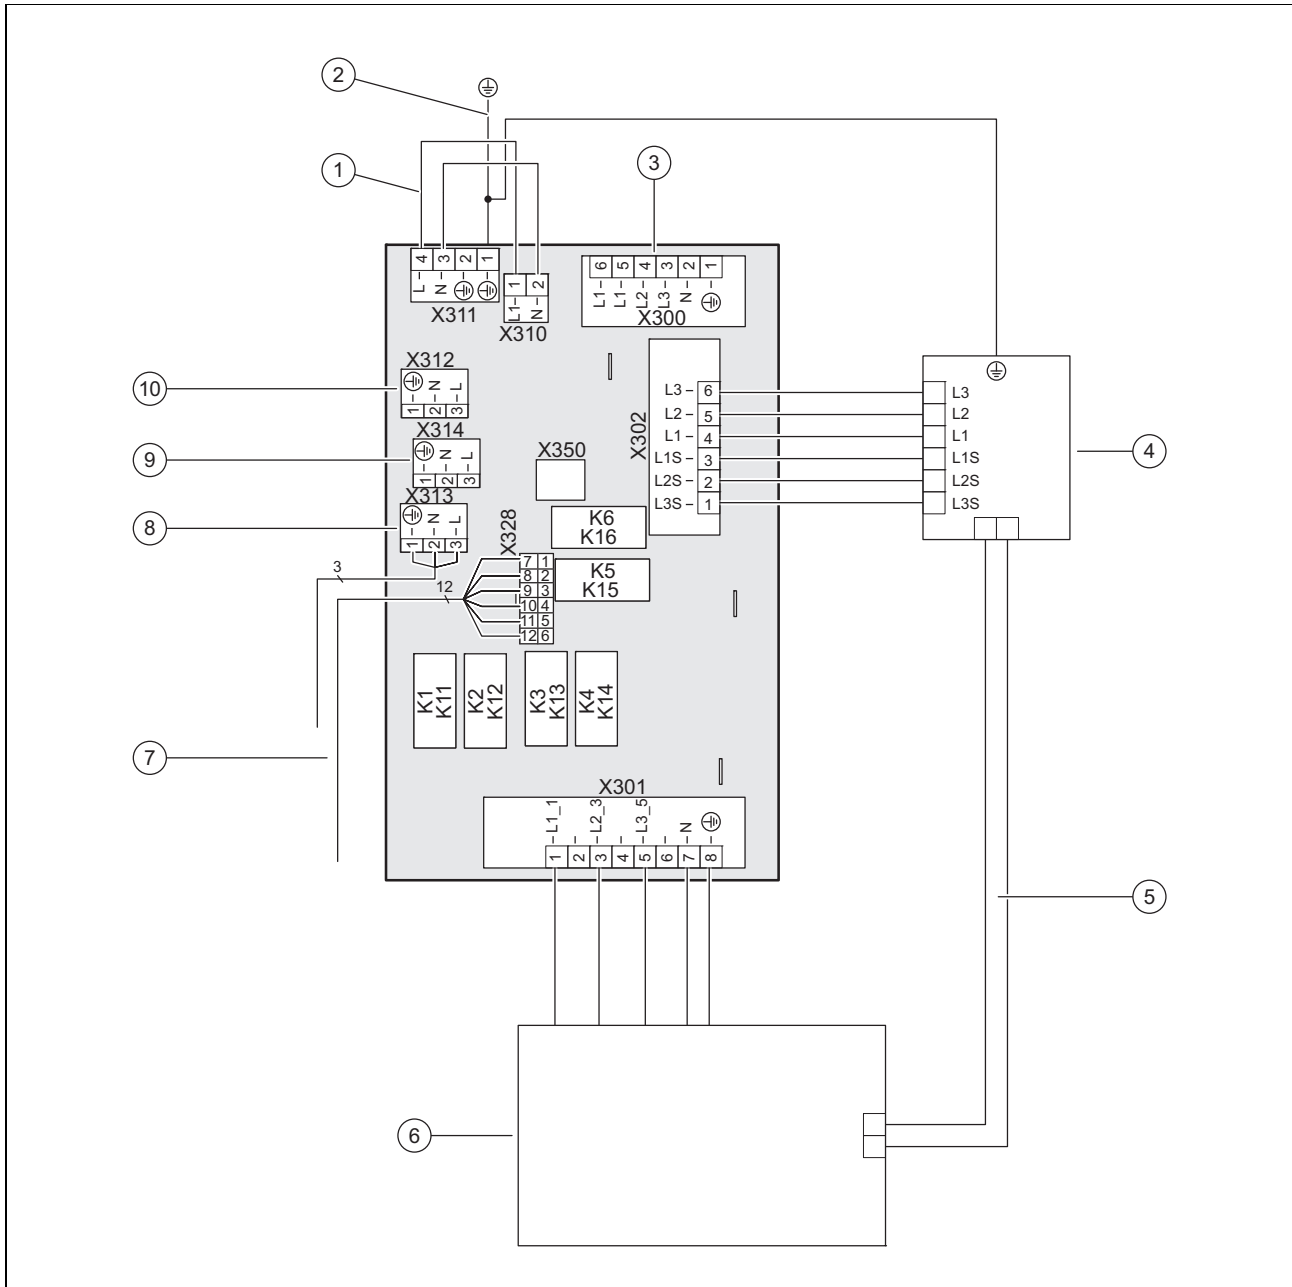 2
1
3
4 3 2 1
L N
X311
1 2
L1 N
X310
6 5 4 3 2 1
L1 L1 L2 L3 N
X300
X312
N L
1 2 3
10
X314
N L
1 2 3
9
X313
N L
1 2 3
8
X350
X302
L3 6
L2 5
L1 4
L1S 3
L2S 2
L3S 1
L3
L2
L1
L1S
L2S
L3S
4
K6
K16
K5
K15
X328
7 1
8 2
9 3
10 4
11 5
12 6
3
12
K1
K11
K2
K12
K3
K13
K4
K14
7
X301
L1_1 L2_3 L3_5 N
1 2 3 4 5 6 7 8
5
6